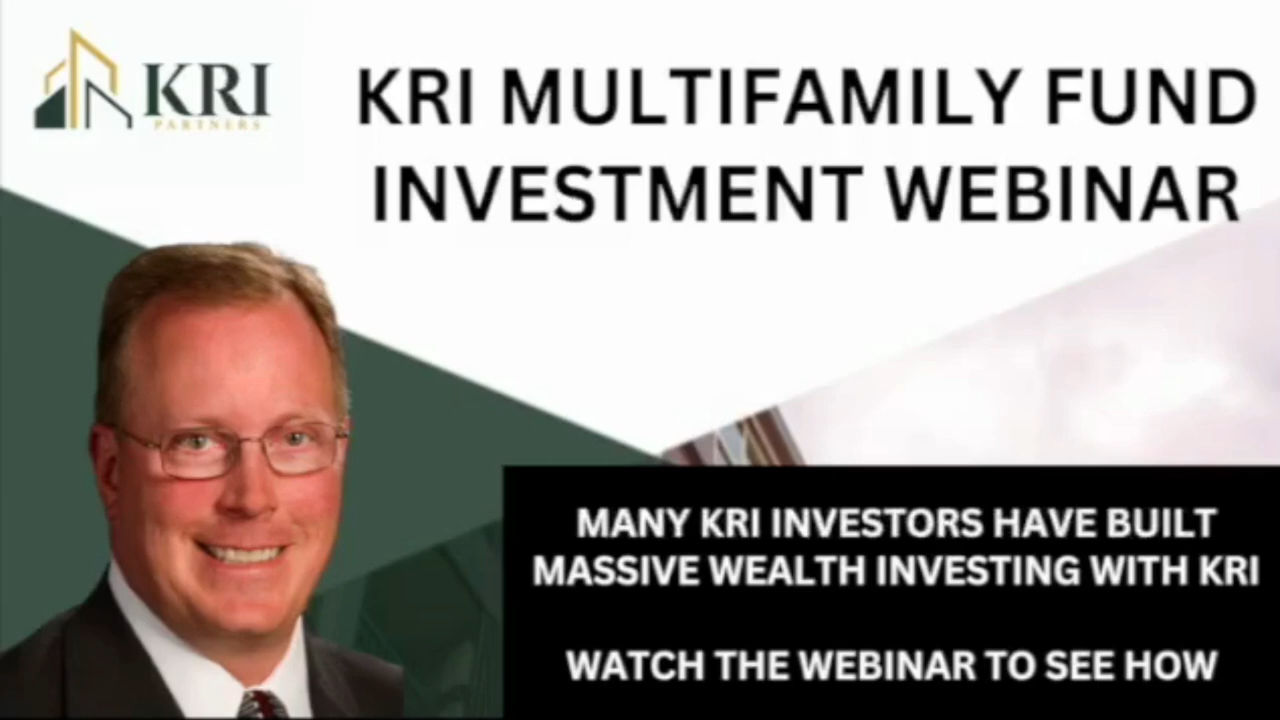 KRI
PARTNERS
KRI MULTIFAMILY FUND
INVESTMENT WEBINAR
MANY KRI INVESTORS HAVE BUILT
MASSIVE WEALTH INVESTING WITH KRI
WATCH THE WEBINAR TO SEE HOW